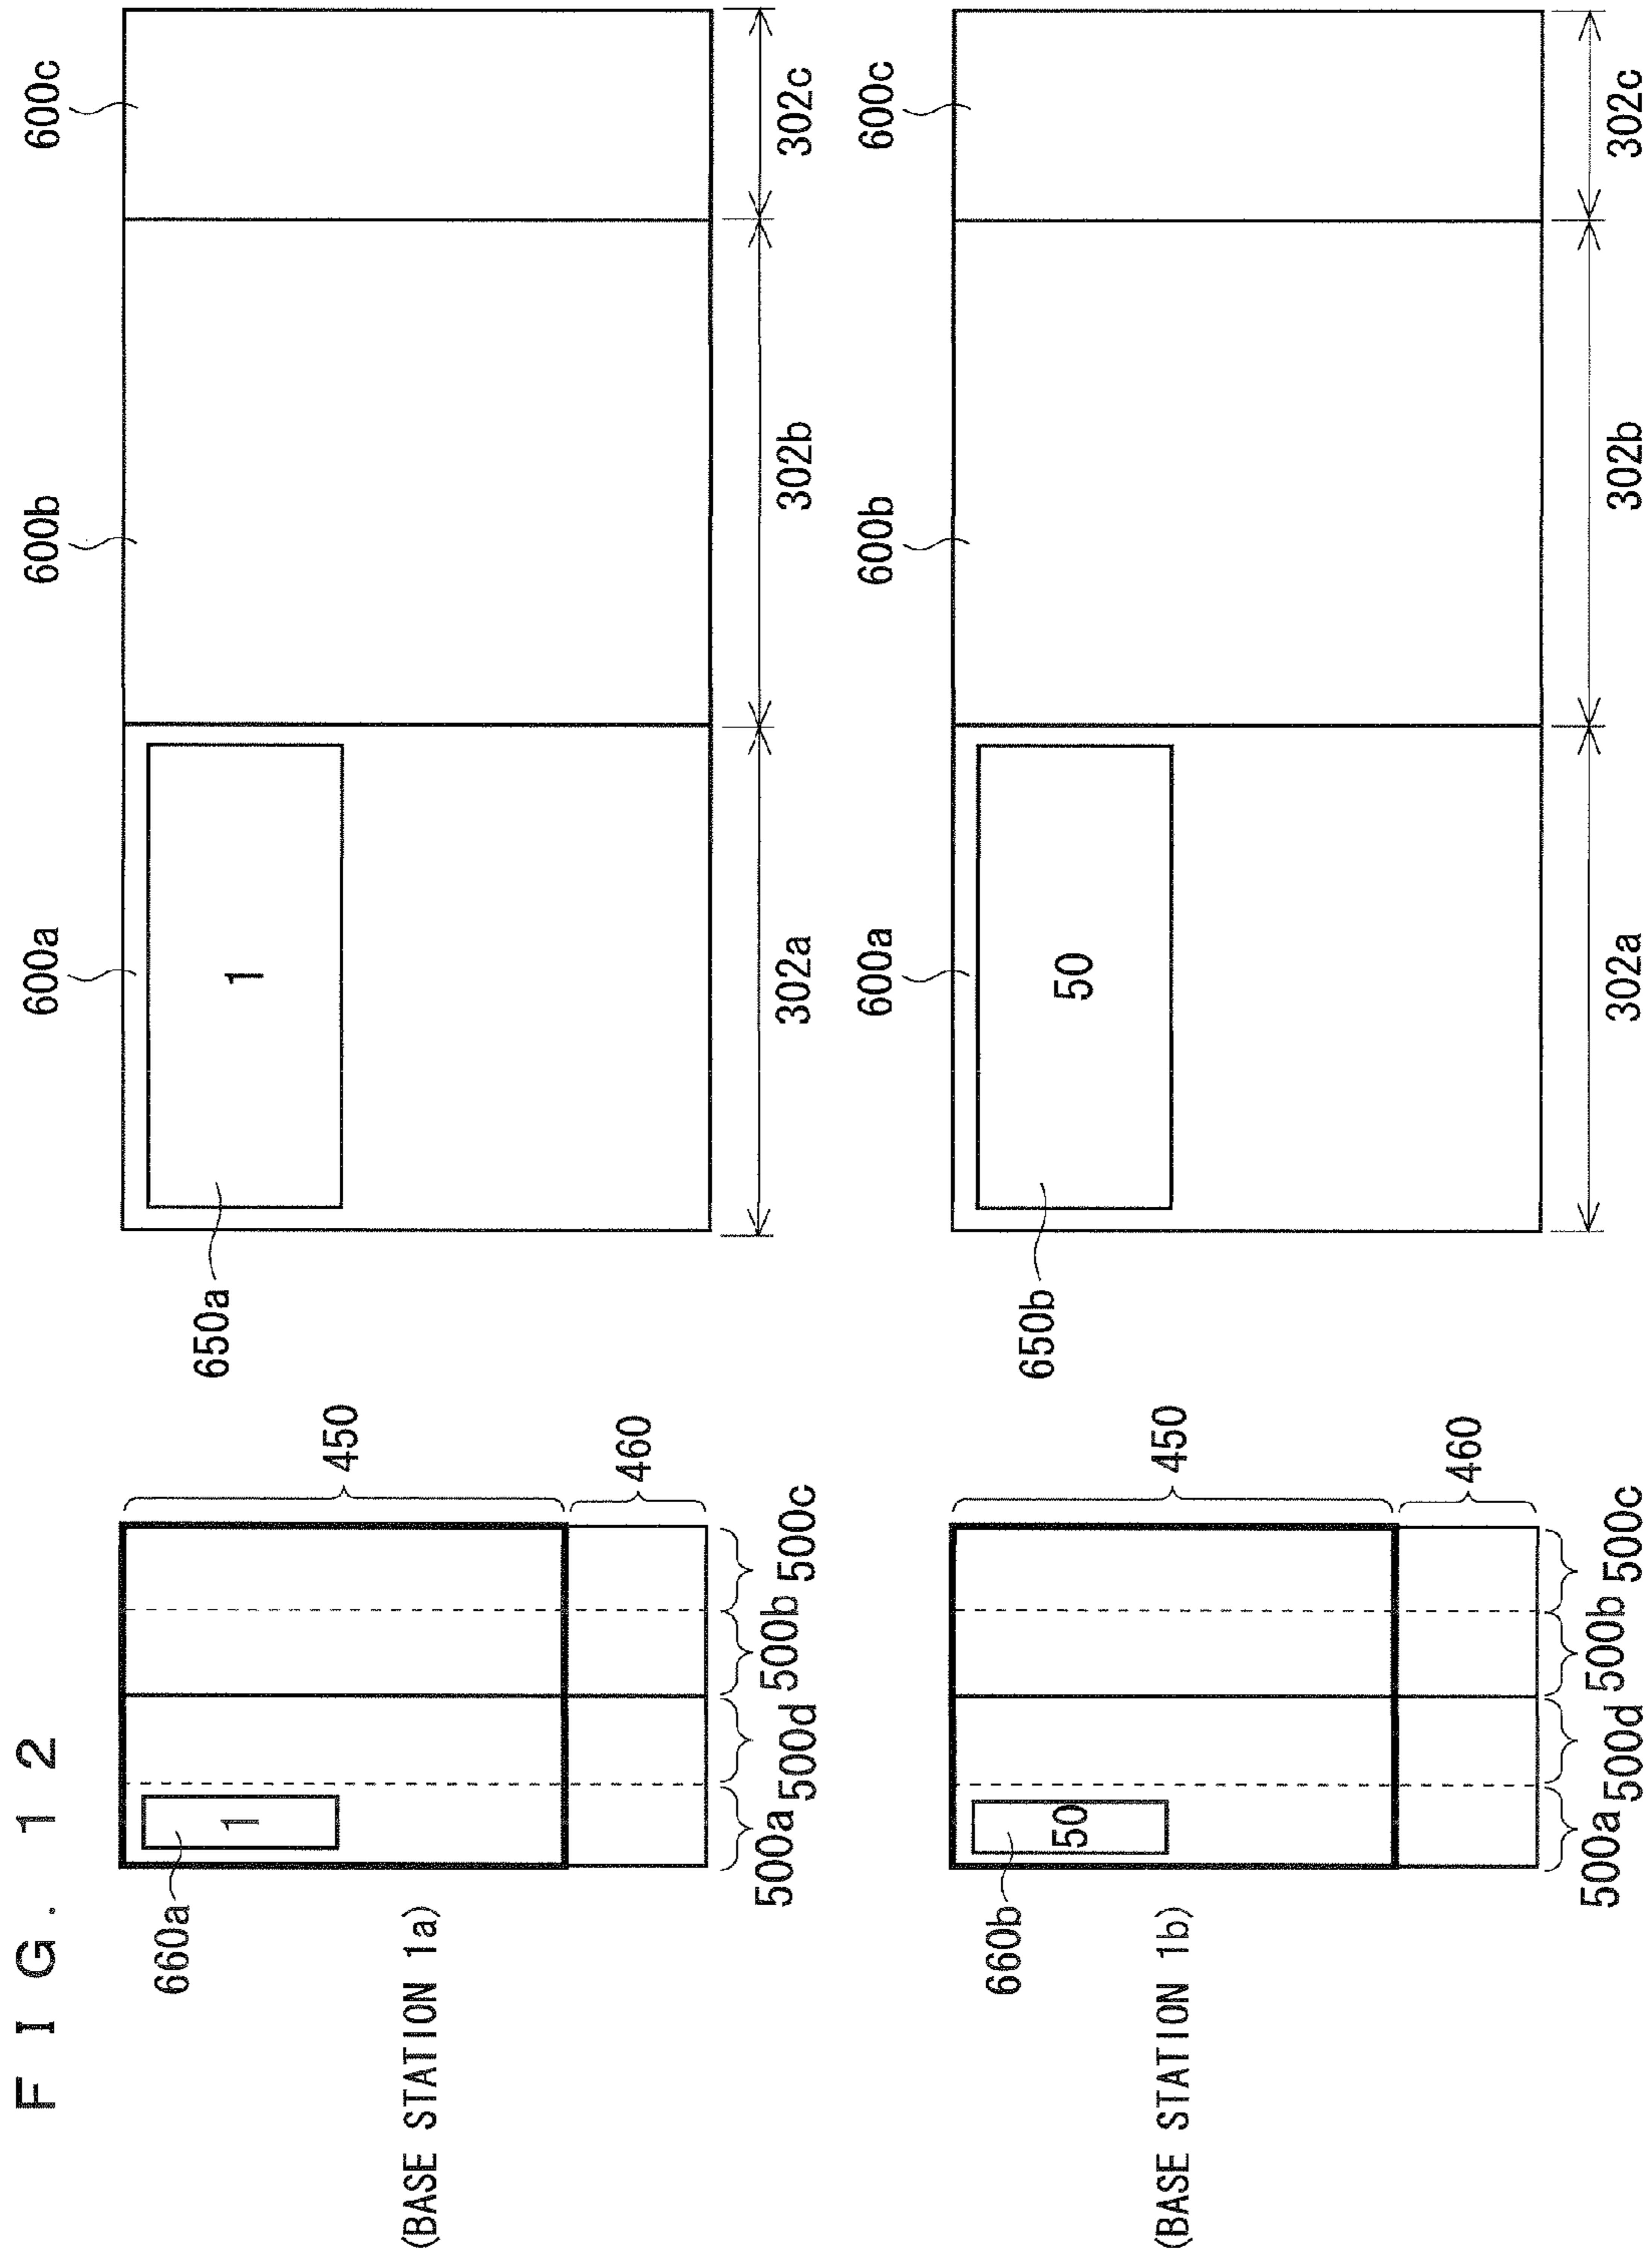 FIG. 12
(BASE STATION 1a)
660a
1
450
460
500a 500d 500b 500c
650a
1
600a
600b
600c
302a
302b
302c
(BASE STATION 1b)
660b
50
450
460
500a 500d 500b 500c
650b
50
600a
600b
600c
302a
302b
302c